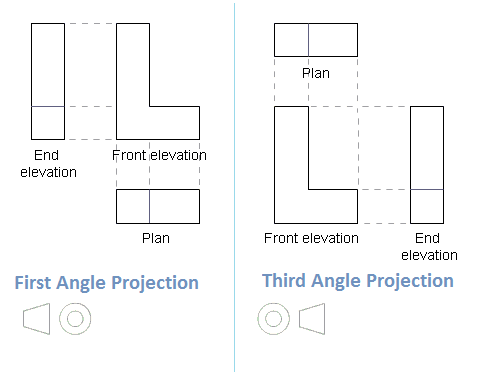 End
elevation
Front elevation
Plan
First Angle Projection
Plan
Front elevation
End
elevation
Third Angle Projection